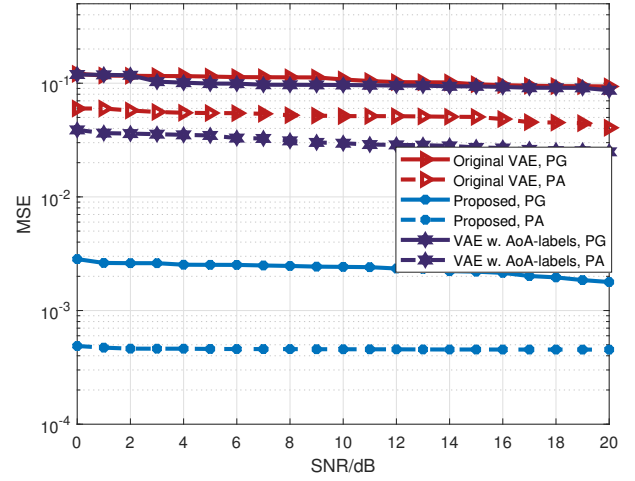 10^-1
10^-2
10^-3
10^-4
MSE
0 2 4 6 8 10 12 14 16 18 20
SNR/dB
Original VAE, PG
Original VAE, PA
Proposed, PG
Proposed, PA
VAE w. AoA-labels, PG
VAE w. AoA-labels, PA